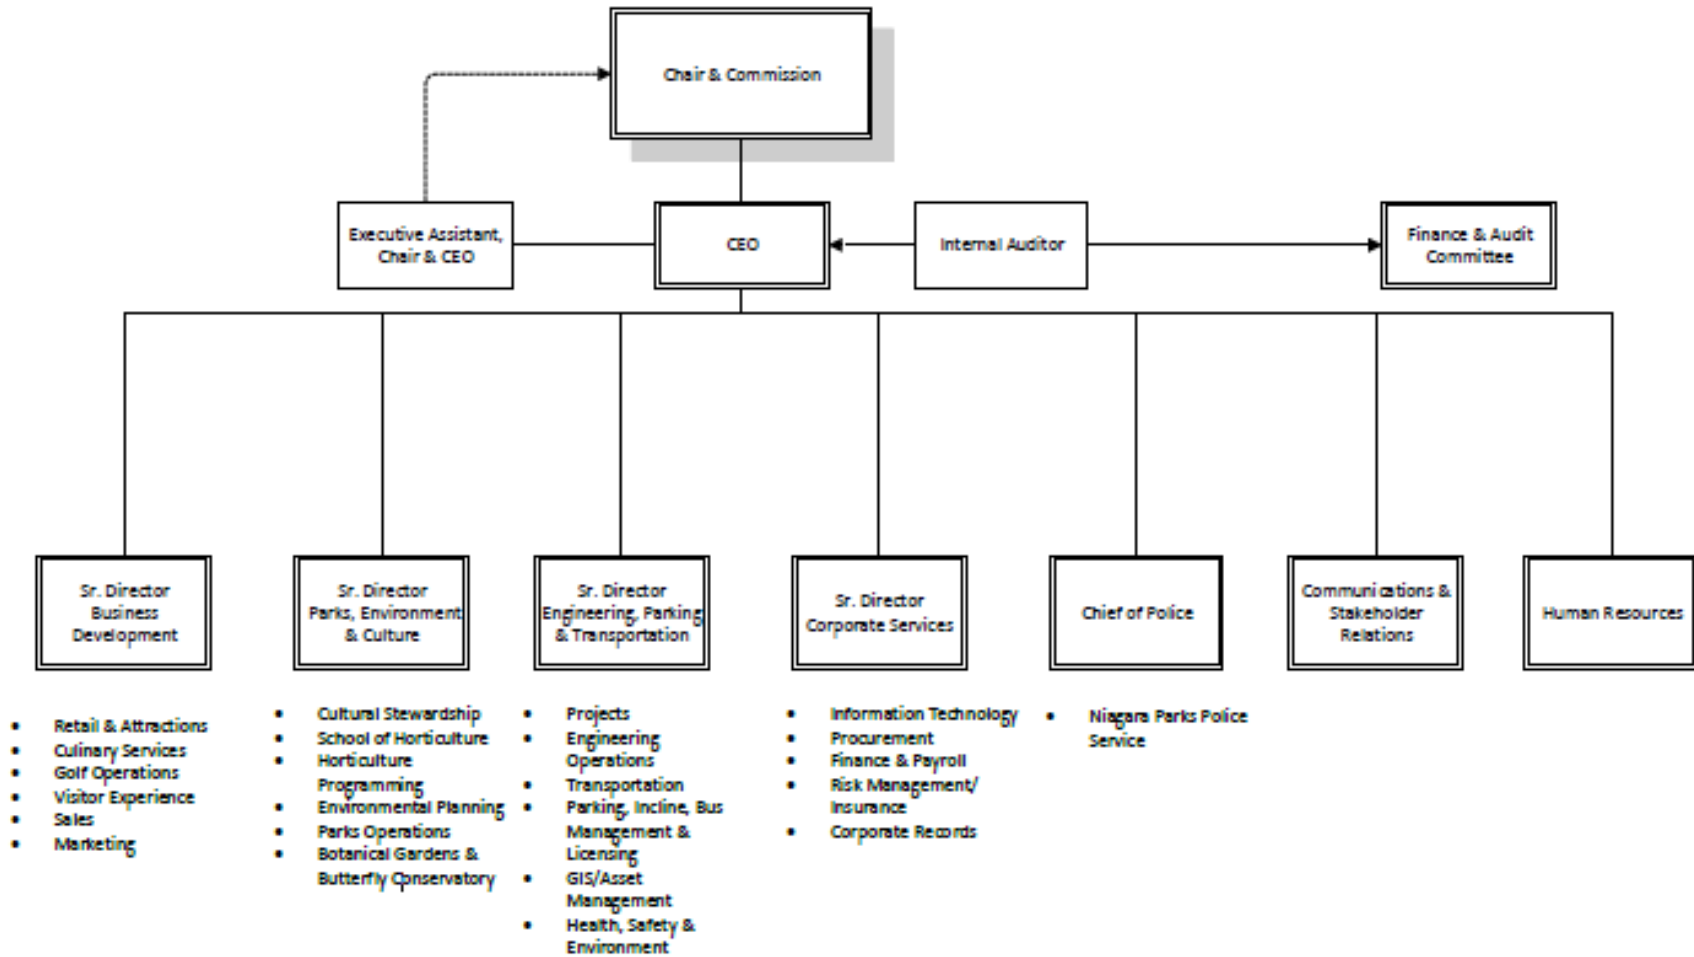 Chair & Commission
Executive Assistant,
Chair & CEO
CEO
Internal Auditor
Finance & Audit
Committee
Sr. Director
Business
Development
Sr. Director
Parks, Environment
& Culture
Sr. Director
Engineering, Parking
& Transportation
Sr. Director
Corporate Services
Chief of Police
Communications &
Stakeholder
Relations
Human Resources
• Retail & Attractions
• Culinary Services
• Golf Operations
• Visitor Experience
• Sales
• Marketing
• Cultural Stewardship
• School of Horticulture
• Horticulture
Programming
• Environmental Planning
• Parks Operations
• Botanical Gardens &
Butterfly Conservatory
• Projects
• Engineering
Operations
• Transportation
• Parking, Incline, Bus
Management &
Licensing
• GIS/Asset
Management
• Health, Safety &
Environment
• Information Technology
• Procurement
• Finance & Payroll
• Risk Management/
Insurance
• Corporate Records
• Niagara Parks Police
Service